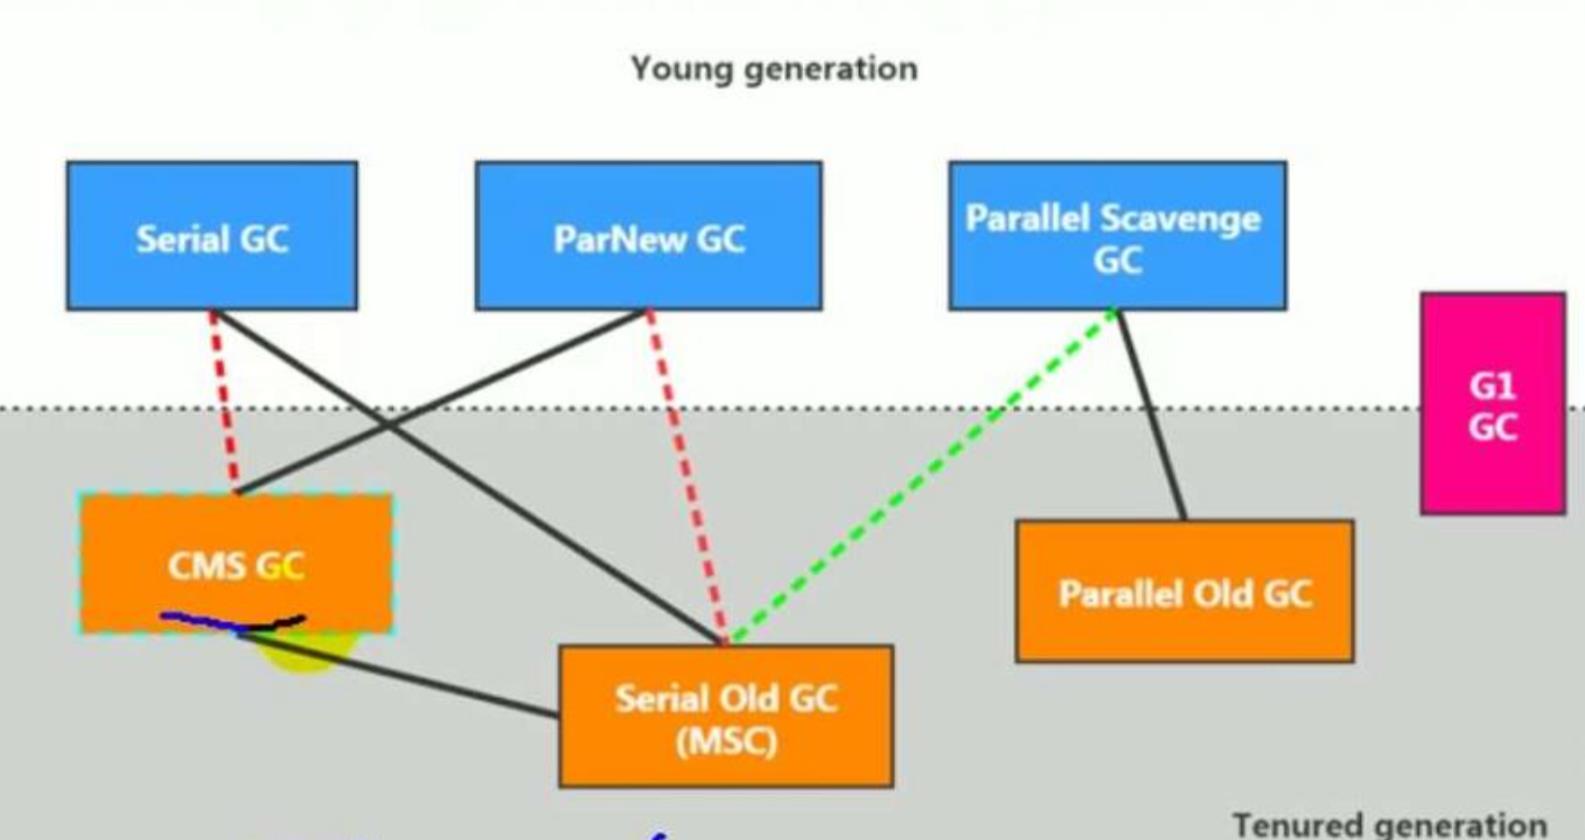 Young generation
Serial GC
ParNew GC
Parallel Scavenge
GC
G1
GC
CMS GC
Parallel Old GC
Serial Old GC
(MSC)
Tenured generation